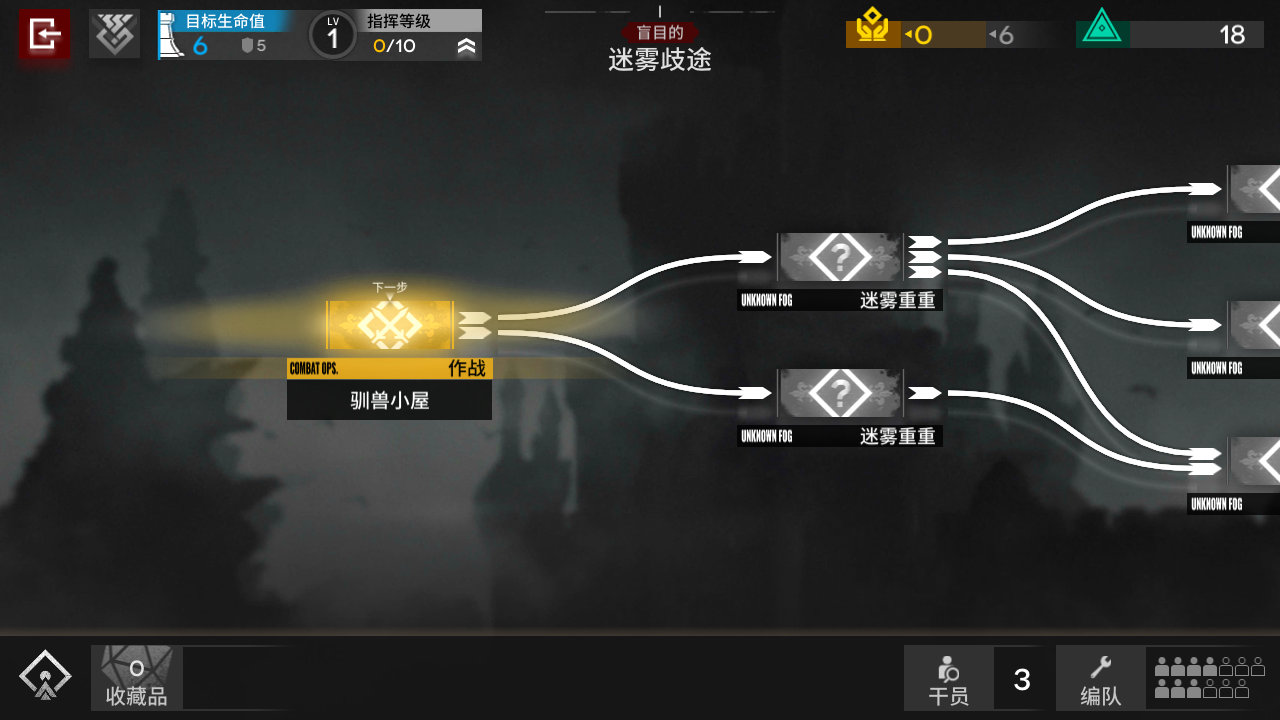 目标生命值
6
5
LV
1
指挥等级
0/10
盲目的
迷雾歧途
0
6
18
下一步
COMBAT OPS.
作战
驯兽小屋
UNKNOWN FOG
迷雾重重
UNKNOWN FOG
迷雾重重
UNKNOWN FOG
UNKNOWN FOG
UNKNOWN FOG
0
收藏品
干员
3
编队